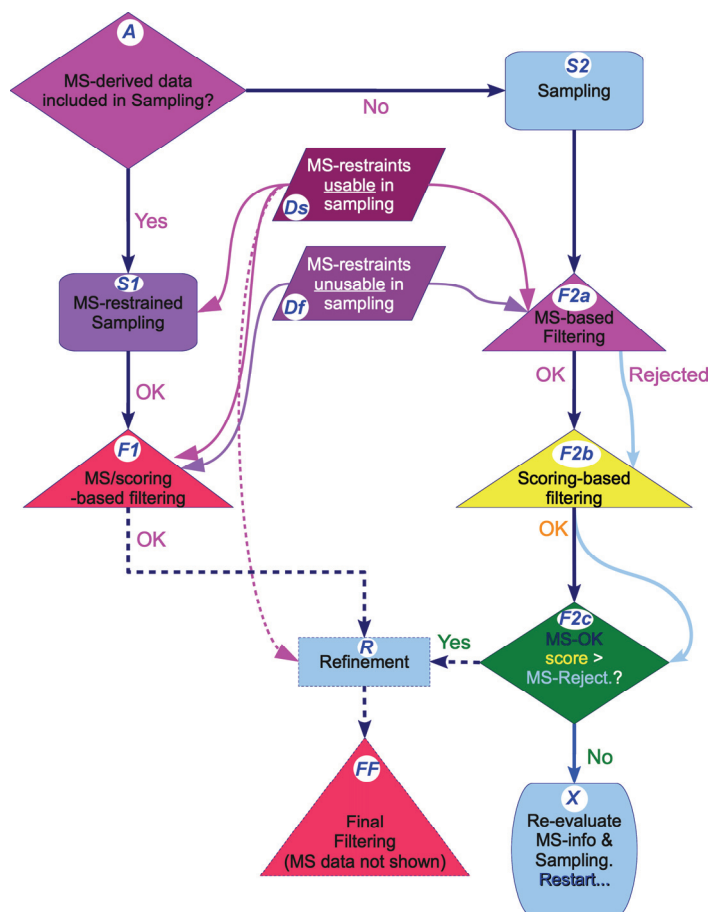 A
MS-derived data
included in Sampling?
No
S2
Sampling
Yes
MS-restraints
usable in
sampling
Ds
MS-restraints
unusable in
sampling
Df
S1
MS-restrained
Sampling
F2a
MS-based
Filtering
OK
OK
Rejected
F1
MS/scoring
-based filtering
F2b
Scoring-based
filtering
OK
OK
F2c
MS-OK
score >
MS-Reject.?
Yes
R
Refinement
No
FF
Final
Filtering
(MS data not shown)
X
Re-evaluate
MS-info &
Sampling.
Restart...